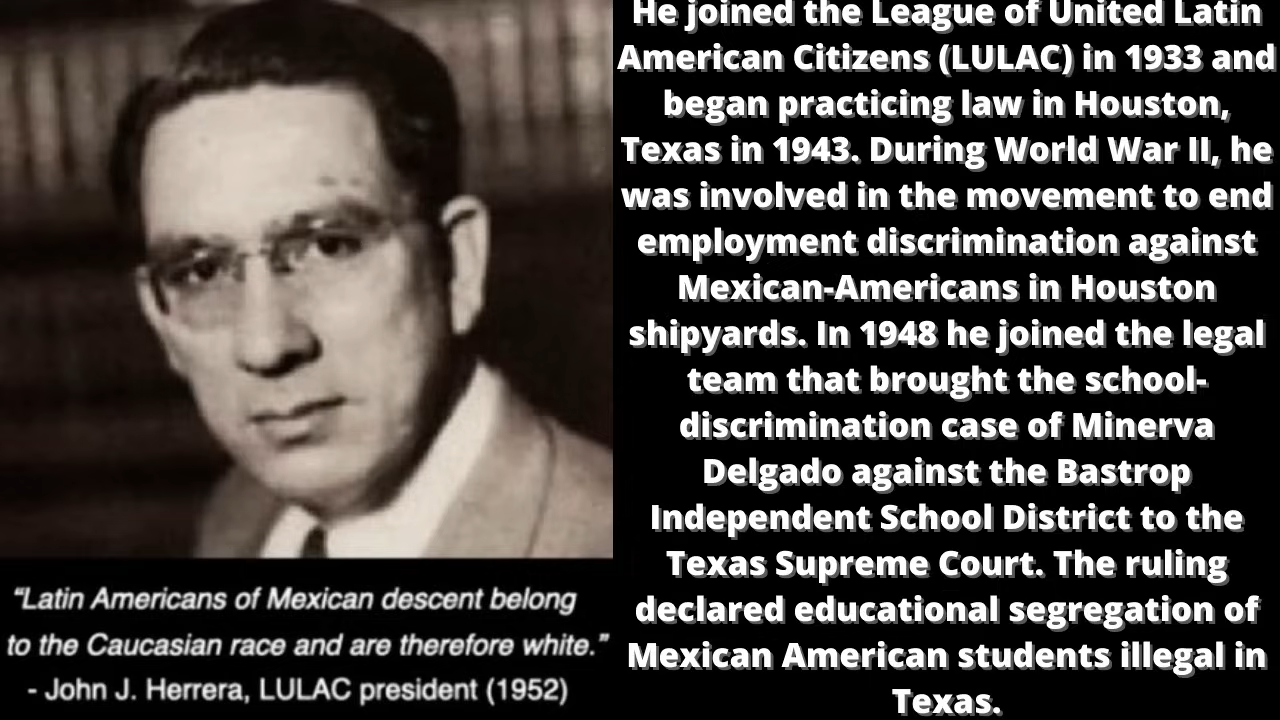 “Latin Americans of Mexican descent belong
to the Caucasian race and are therefore white.”
- John J. Herrera, LULAC president (1952)
He joined the League of United Latin
American Citizens (LULAC) in 1933 and
began practicing law in Houston,
Texas in 1943. During World War II, he
was involved in the movement to end
employment discrimination against
Mexican-Americans in Houston
shipyards. In 1948 he joined the legal
team that brought the school-
discrimination case of Minerva
Delgado against the Bastrop
Independent School District to the
Texas Supreme Court. The ruling
declared educational segregation of
Mexican American students illegal in
Texas.